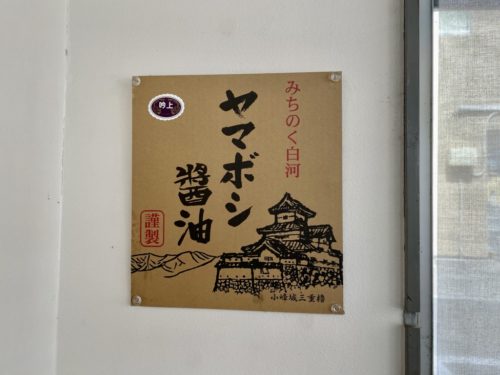 みちのく白河
ヤマボシ
醬油
謹製
吟上
小峰城三重櫓